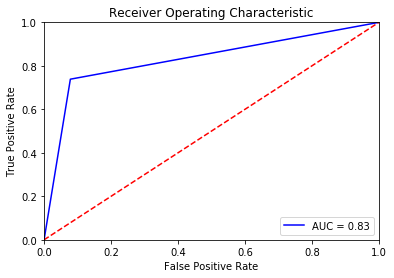 Receiver Operating Characteristic
True Positive Rate
1.0
0.8
0.6
0.4
0.2
0.0
AUC = 0.83
0.0 0.2 0.4 0.6 0.8 1.0
False Positive Rate